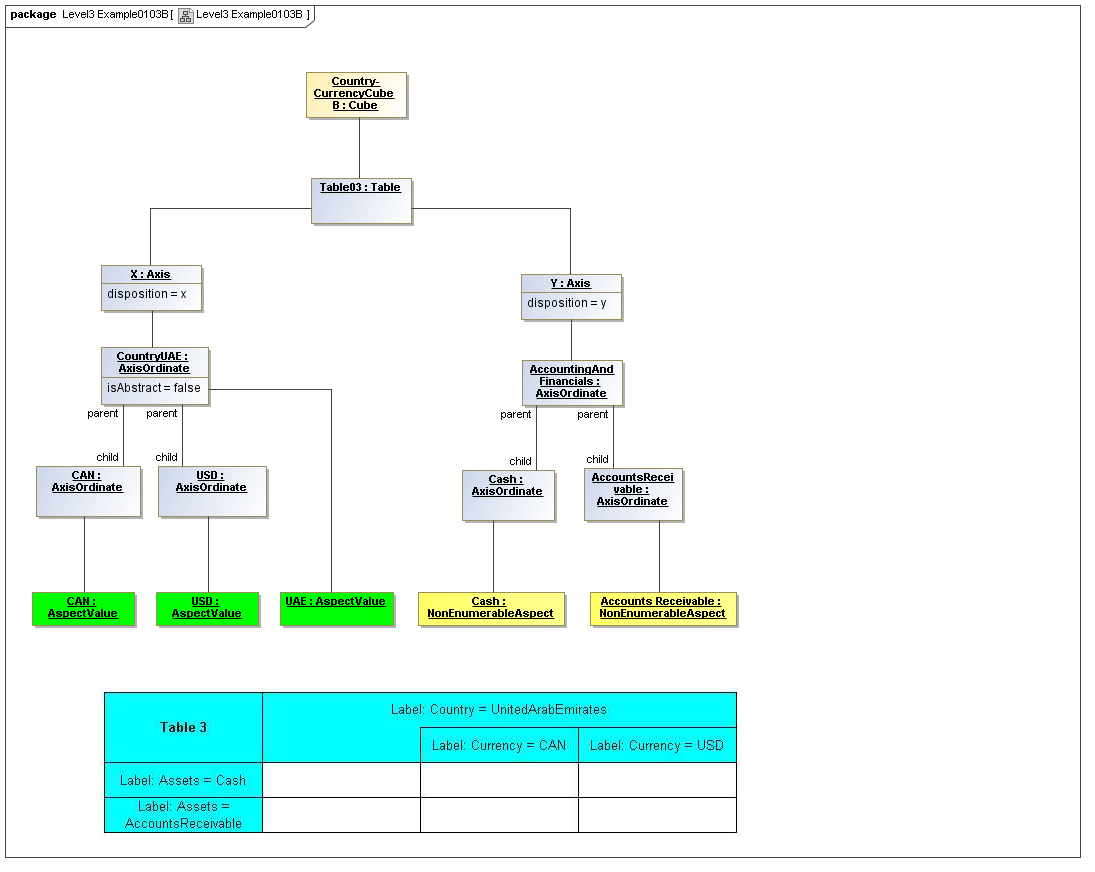 package Level3 Example0103B [ Level3 Example0103B ]
Country-
CurrencyCube
B : Cube
Table03 : Table
X : Axis
disposition = x
Y : Axis
disposition = y
CountryUAE :
AxisOrdinate
isAbstract = false
AccountingAnd
Financials :
AxisOrdinate
parent
parent
parent
parent
child
child
child
child
CAN :
AxisOrdinate
USD :
AxisOrdinate
Cash :
AxisOrdinate
AccountsRecei
vable :
AxisOrdinate
CAN :
AspectValue
USD :
AspectValue
UAE : AspectValue
Cash :
NonEnumerableAspect
Accounts Receivable :
NonEnumerableAspect
Table 3
Label: Country = UnitedArabEmirates
Label: Currency = CAN
Label: Currency = USD
Label: Assets = Cash
Label: Assets =
AccountsReceivable